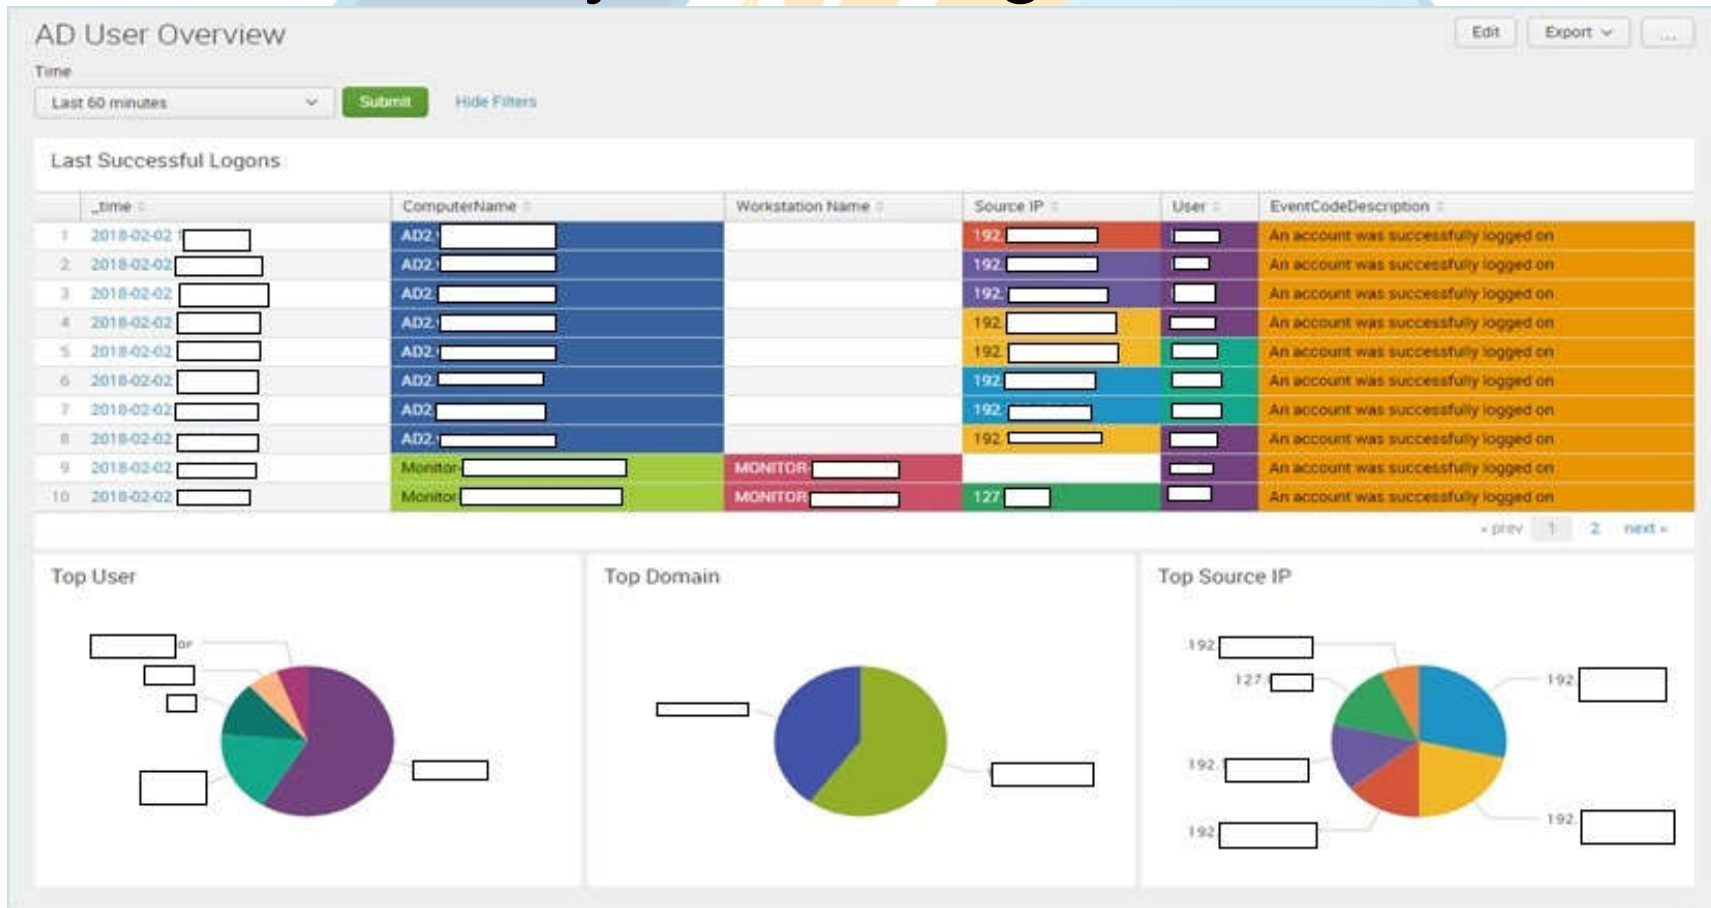 AD User Overview
Edit
Export
...
Time
Last 60 minutes
Submit
Hide Filters
Last Successful Logons
_time ComputerName Workstation Name Source IP User EventCodeDescription
1 2018-02-02 AD2. 192. An account was successfully logged on
2 2018-02-02 AD2. 192. An account was successfully logged on
3 2018-02-02 AD2. 192. An account was successfully logged on
4 2018-02-02 AD2. 192. An account was successfully logged on
5 2018-02-02 AD2. 192. An account was successfully logged on
6 2018-02-02 AD2. 192. An account was successfully logged on
7 2018-02-02 AD2. 192. An account was successfully logged on
8 2018-02-02 AD2. 192. An account was successfully logged on
9 2018-02-02 Monitor- MONITOR- An account was successfully logged on
10 2018-02-02 Monitor- MONITOR- 127. An account was successfully logged on
« prev 1 2 next »
Top User
or
Top Domain
Top Source IP
192.
127.
192.
192.
192.
192.